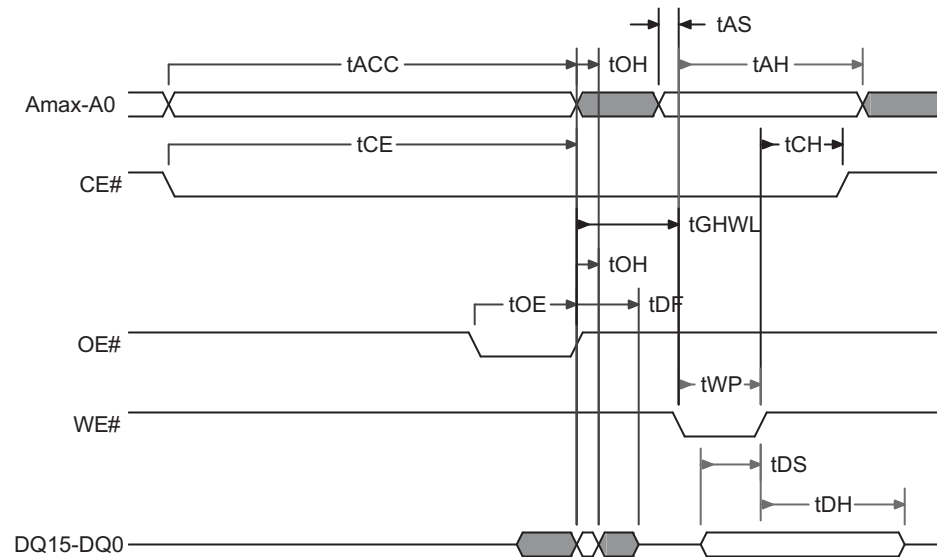 tAS
tACC
tOH
tAH
Amax-A0
tCE
tCH
CE#
tGHWL
tOH
tOE
tDF
OE#
tWP
WE#
tDS
tDH
DQ15-DQ0